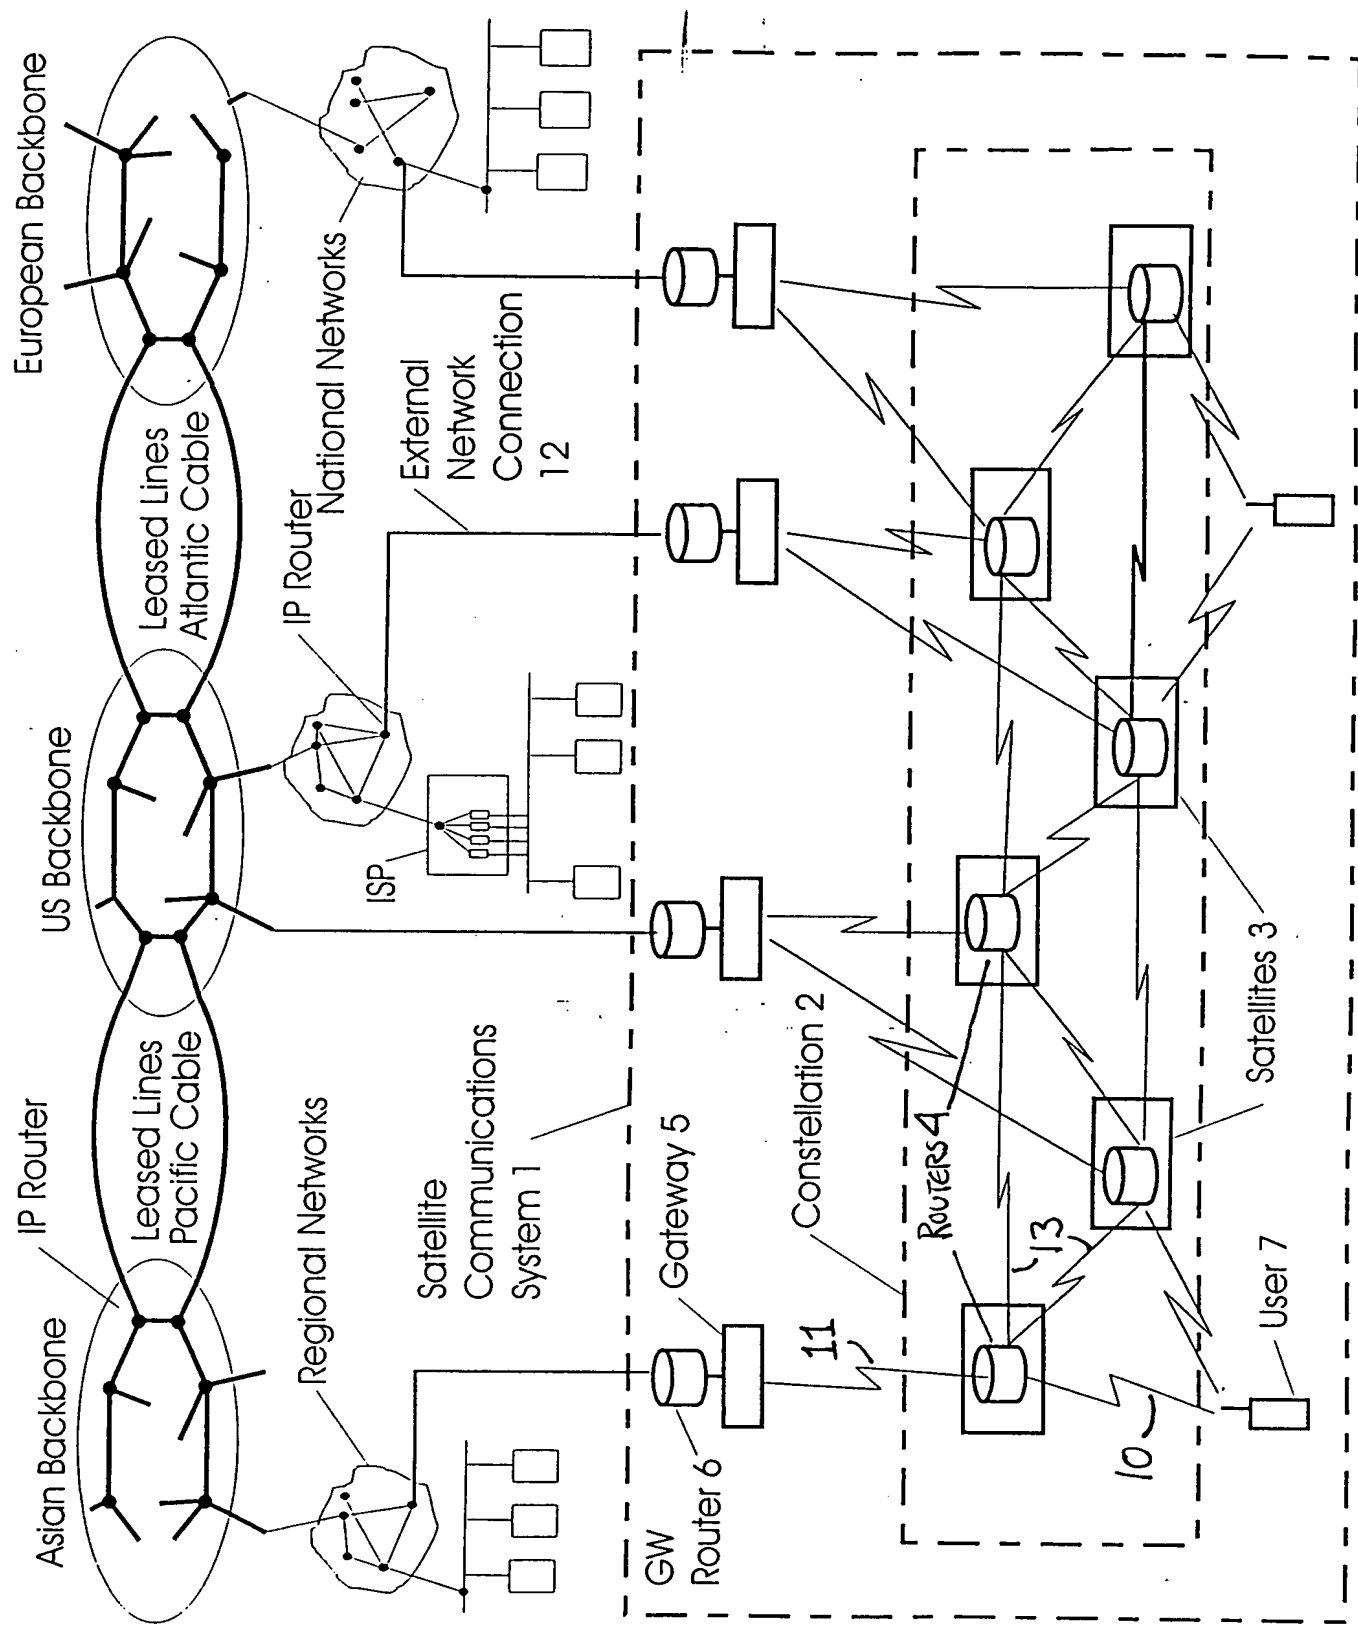 Asian Backbone
IP Router
Leased Lines
Pacific Cable
US Backbone
Leased Lines
Atlantic Cable
European Backbone
Regional Networks
ISP
IP Router
National Networks
External
Network
Connection
12
Satellite
Communications
System 1
GW
Router 6
Gateway 5
11
Constellation 2
ROUTERS 4
13
10
User 7
Satellites 3